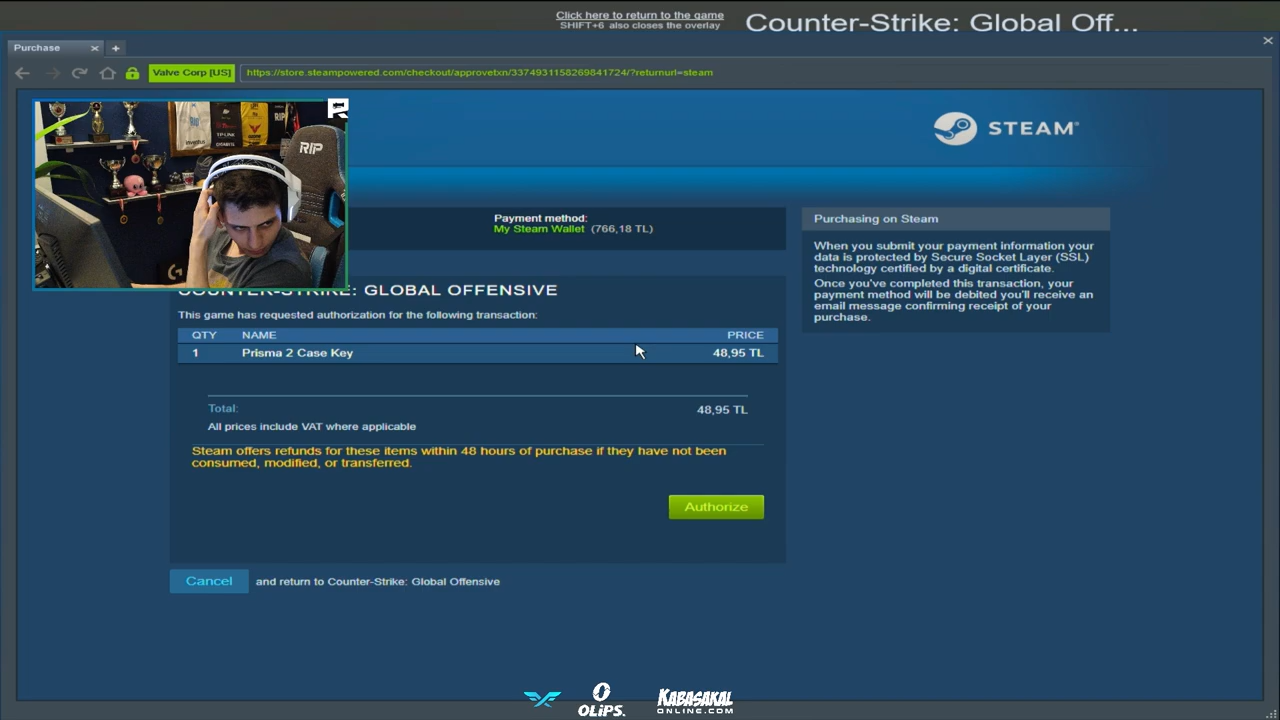 Click here to return to the game
SHIFT+6 also closes the overlay
Counter-Strike: Global Off...
Purchase
Valve Corp [US]
https://store.steampowered.com/checkout/approvetxn/3374931158269841724/?returnurl=steam
STEAM®
RIP
Payment method:
My Steam Wallet (766,18 TL)
Purchasing on Steam
When you submit your payment information your
data is protected by Secure Socket Layer (SSL)
technology certified by a digital certificate.
Once you've completed this transaction, your
payment method will be debited you'll receive an
email message confirming receipt of your
purchase.
COUNTER-STRIKE: GLOBAL OFFENSIVE
This game has requested authorization for the following transaction:
QTY NAME PRICE
1 Prisma 2 Case Key 48,95 TL
Total: 48,95 TL
All prices include VAT where applicable
Steam offers refunds for these items within 48 hours of purchase if they have not been
consumed, modified, or transferred.
Authorize
Cancel and return to Counter-Strike: Global Offensive
OLiPS.
KABASAKAL
ONLINE.COM